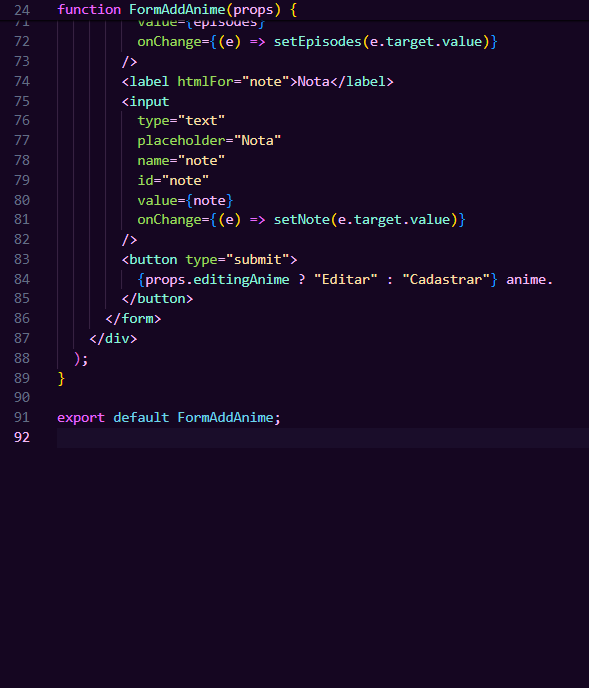 24 function FormAddAnime(props) {
71 value={episodes}
72 onChange={(e) => setEpisodes(e.target.value)}
73 />
74 <label htmlFor="note">Nota</label>
75 <input
76 type="text"
77 placeholder="Nota"
78 name="note"
79 id="note"
80 value={note}
81 onChange={(e) => setNote(e.target.value)}
82 />
83 <button type="submit">
84 {props.editingAnime ? "Editar" : "Cadastrar"} anime.
85 </button>
86 </form>
87 </div>
88 );
89 }
90
91 export default FormAddAnime;
92